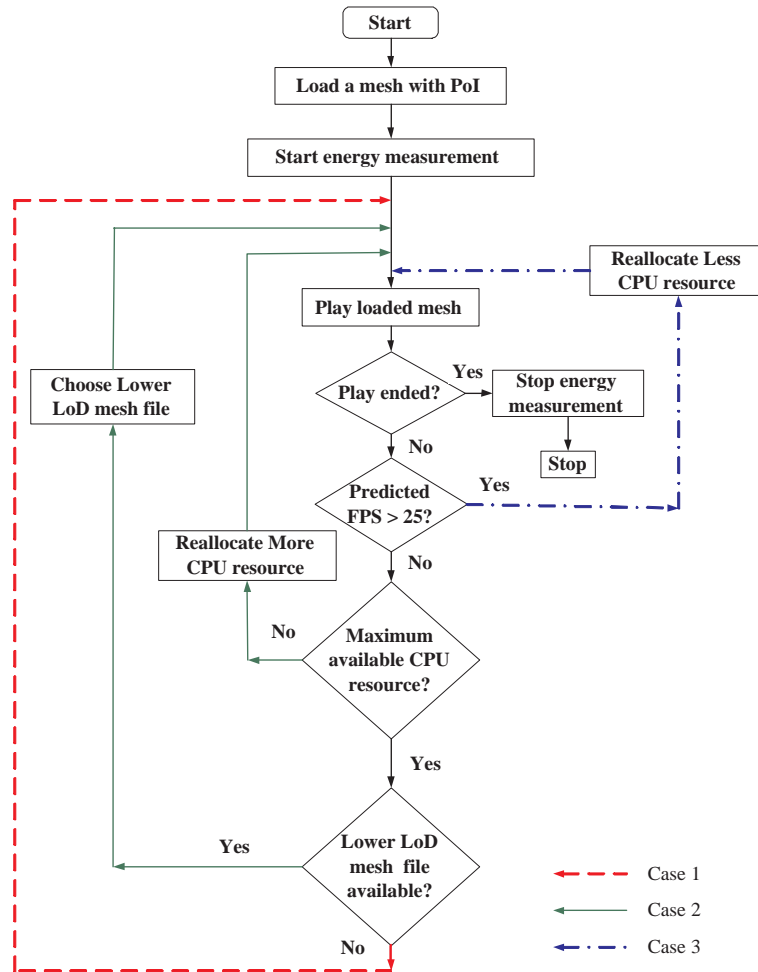 Start
Load a mesh with PoI
Start energy measurement
Reallocate Less
CPU resource
Play loaded mesh
Choose Lower
LoD mesh file
Play ended?
Yes
Stop energy
measurement
No
Stop
Predicted
FPS > 25?
Yes
Reallocate More
CPU resource
No
No
Maximum
available CPU
resource?
Yes
Yes
Lower LoD
mesh file
available?
No
Case 1
Case 2
Case 3